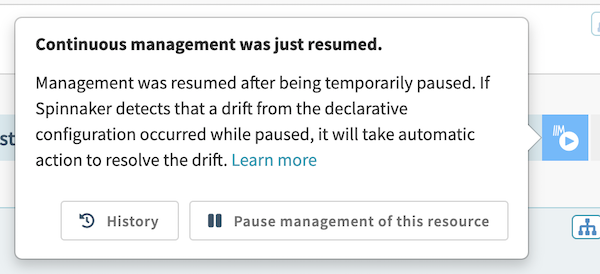 Continuous management was just resumed.
Management was resumed after being temporarily paused. If
Spinnaker detects that a drift from the declarative
configuration occurred while paused, it will take automatic
action to resolve the drift. Learn more
st
History
Pause management of this resource